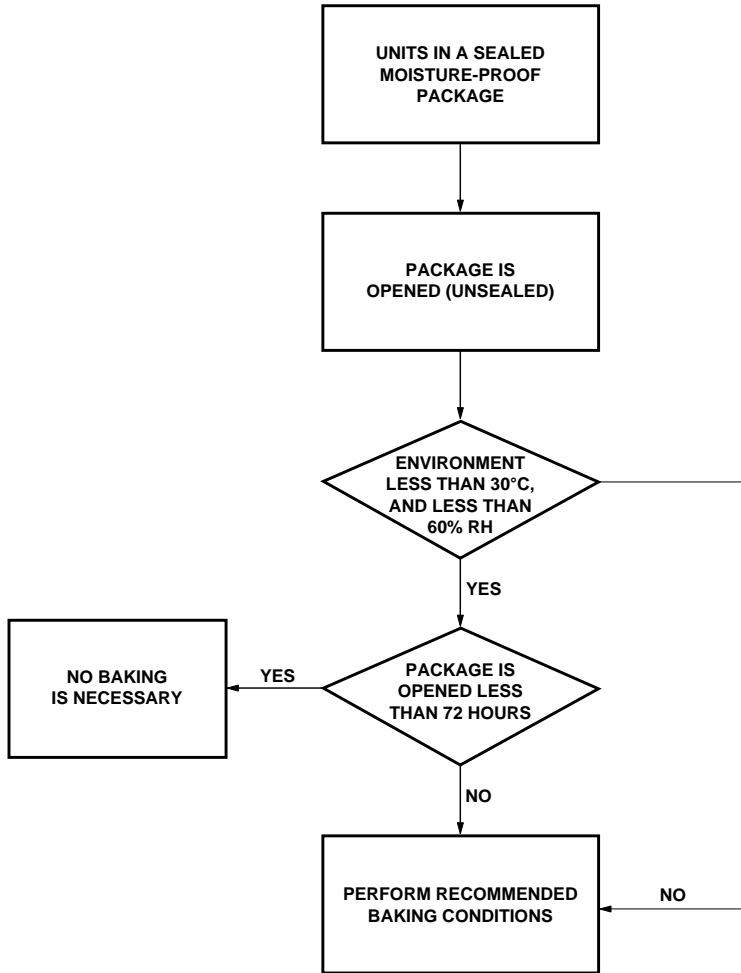 UNITS IN A SEALED
MOISTURE-PROOF
PACKAGE
PACKAGE IS
OPENED (UNSEALED)
ENVIRONMENT
LESS THAN 30°C,
AND LESS THAN
60% RH
YES
NO BAKING
IS NECESSARY
YES
PACKAGE IS
OPENED LESS
THAN 72 HOURS
NO
PERFORM RECOMMENDED
BAKING CONDITIONS
NO